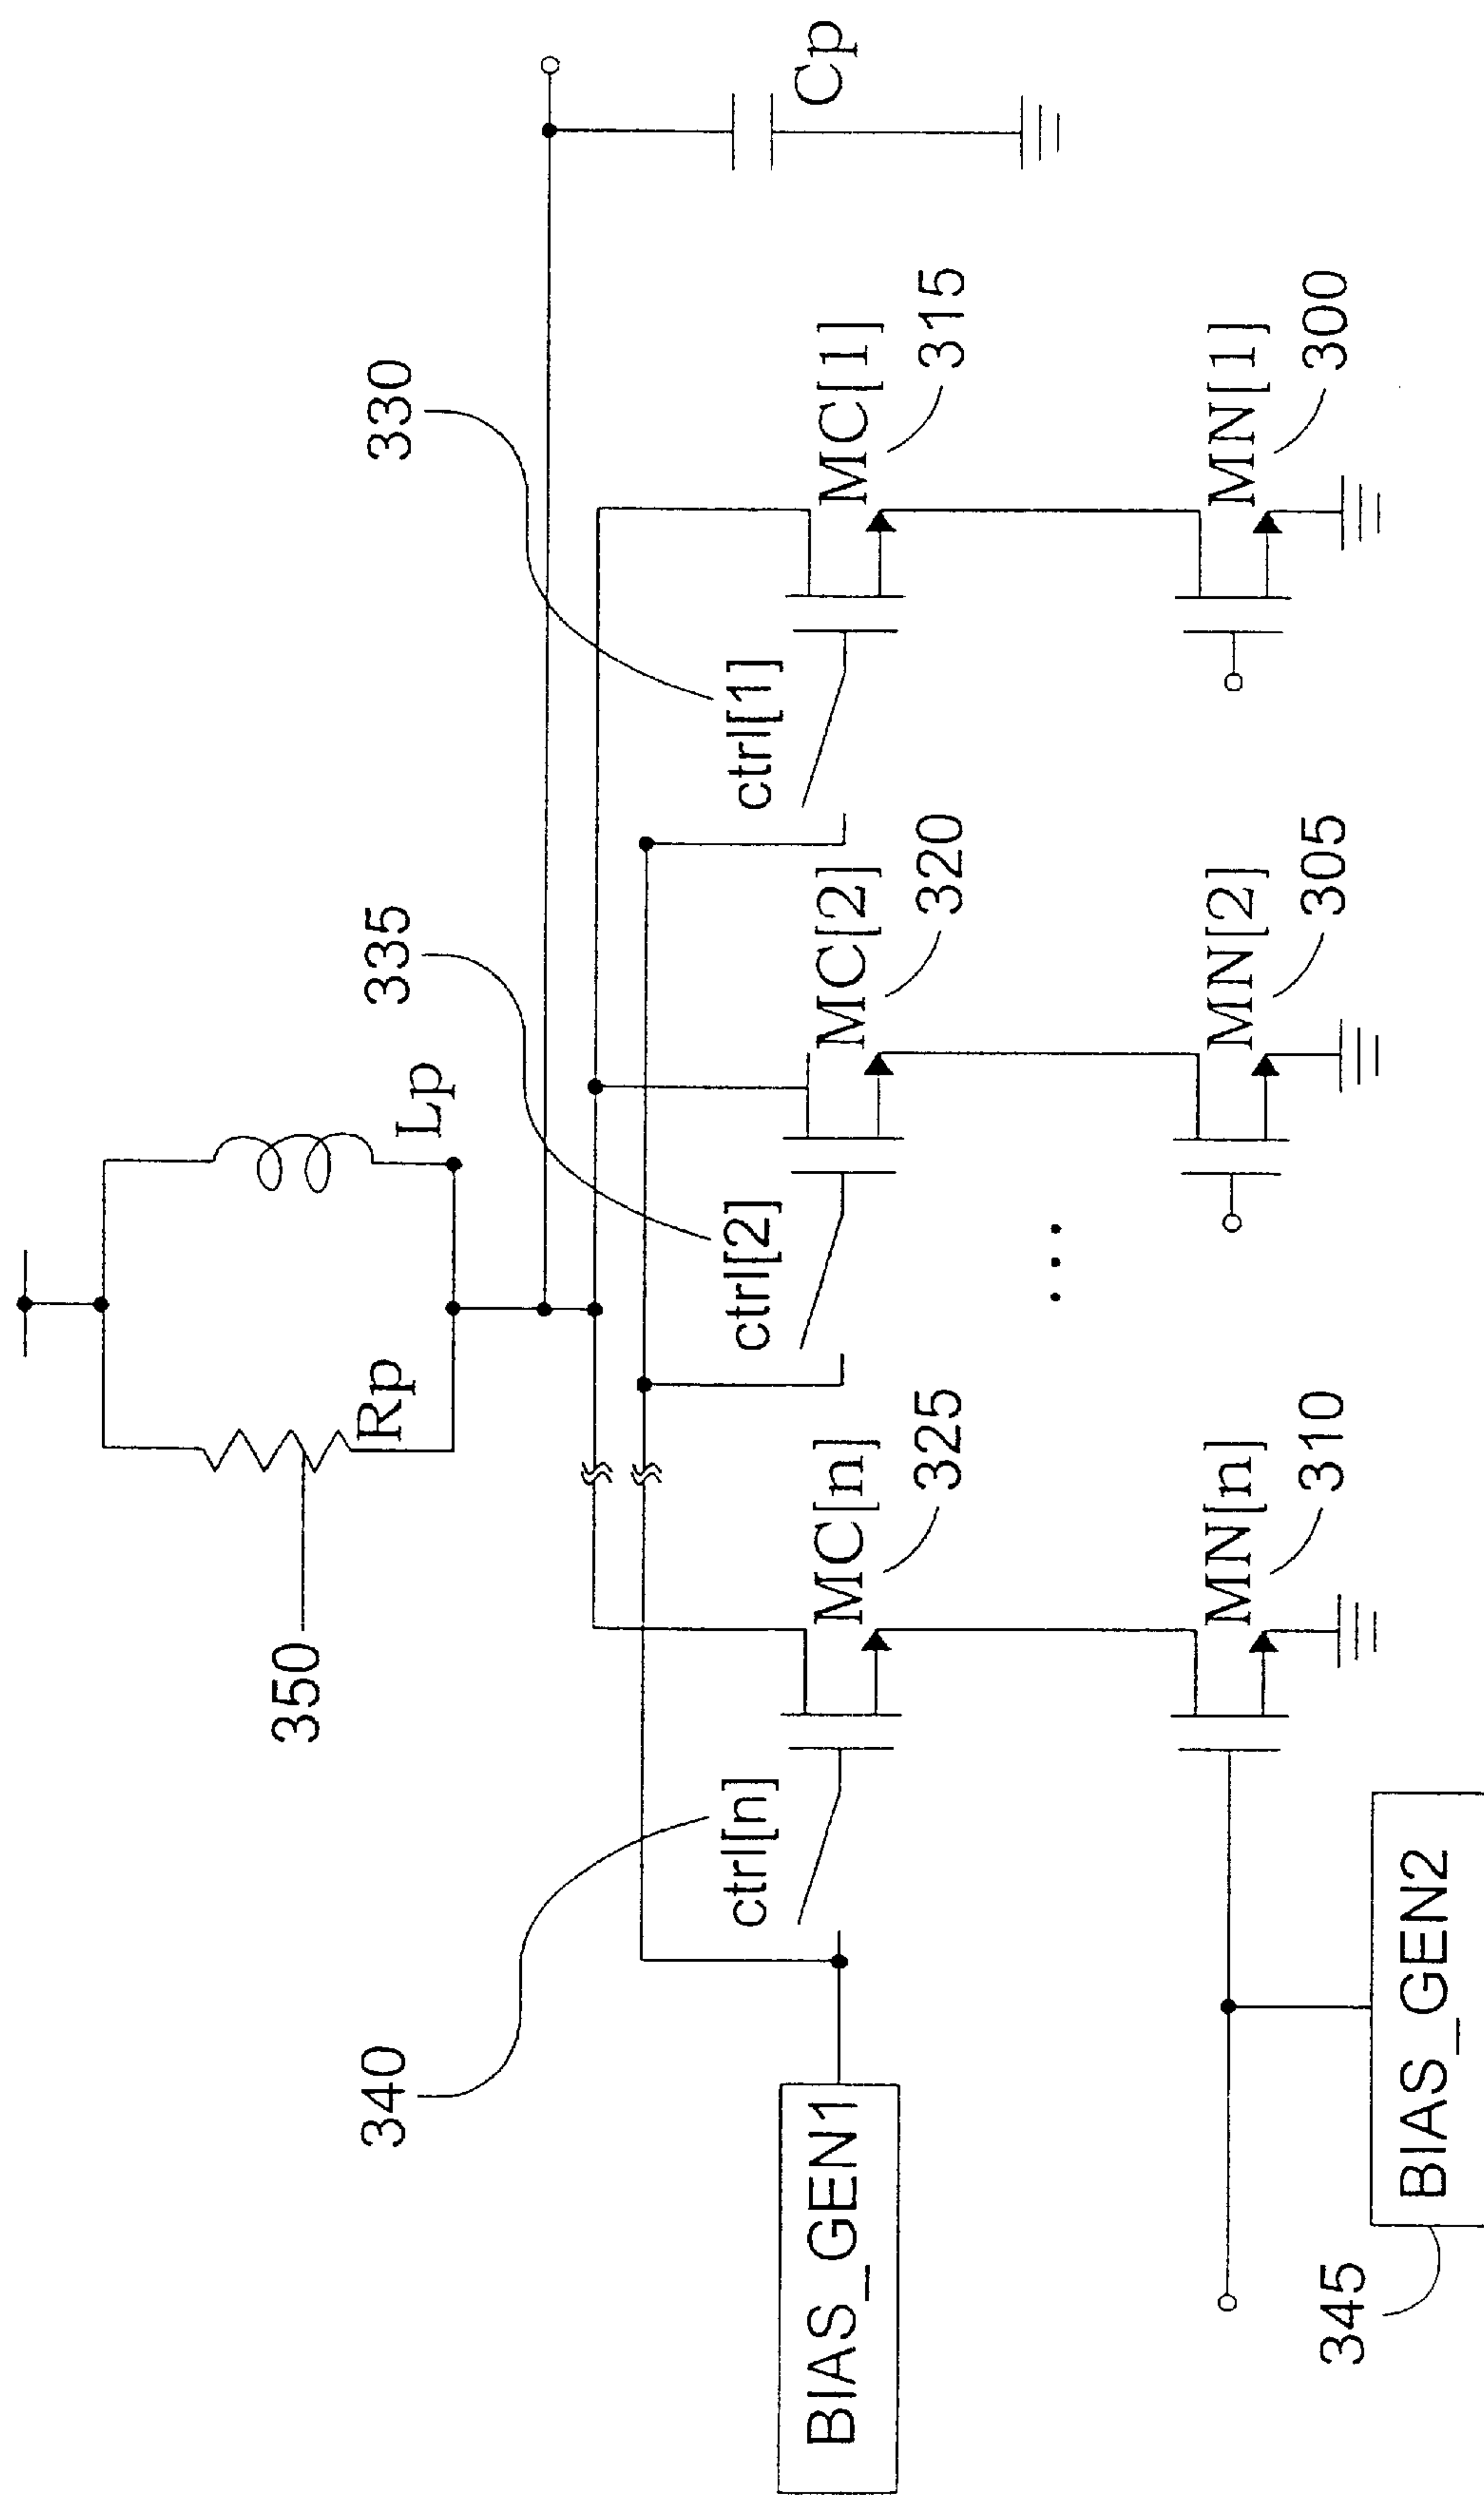 350
Rp
Lp
340
335
330
Cp
ctrl[n]
ctrl[2]
ctrl[1]
BIAS_GEN1
MC[n]
MC[2]
MC[1]
325
320
315
MN[n]
MN[2]
MN[1]
310
305
300
345
BIAS_GEN2